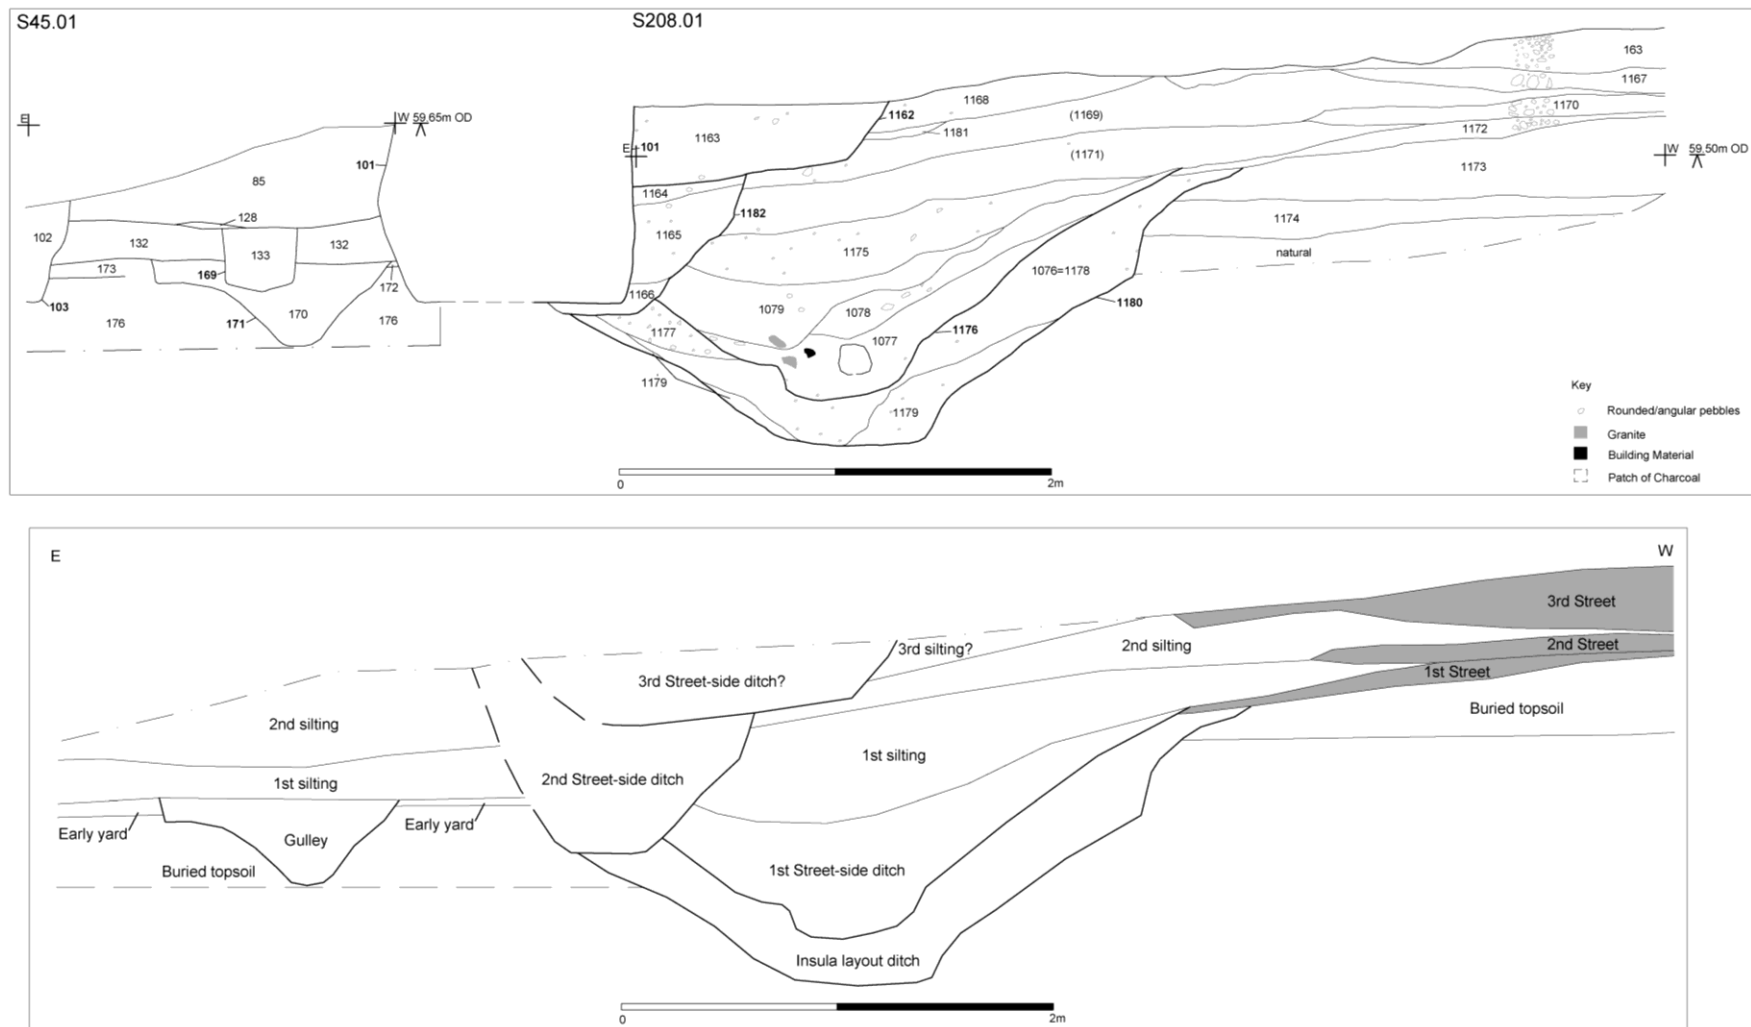 S45.01
S208.01
163
1167
1170
1172
1168
1162
(1169)
1181
1163
E
W 59.65m OD
101
E 101
(1171)
W 59.50m OD
1173
85
1164
1182
128
102
132
133
132
1165
1175
1174
natural
173
169
172
1166
1076=1178
1180
103
176
171
170
176
1079
1078
1177
1077
1176
1179
1179
Key
Rounded/angular pebbles
Granite
Building Material
Patch of Charcoal
0
2m
E
W
3rd Street
2nd Street
1st Street
3rd silting?
2nd silting
3rd Street-side ditch?
Buried topsoil
2nd silting
1st silting
2nd Street-side ditch
1st silting
Early yard
Gulley
Early yard
Buried topsoil
1st Street-side ditch
Insula layout ditch
0
2m